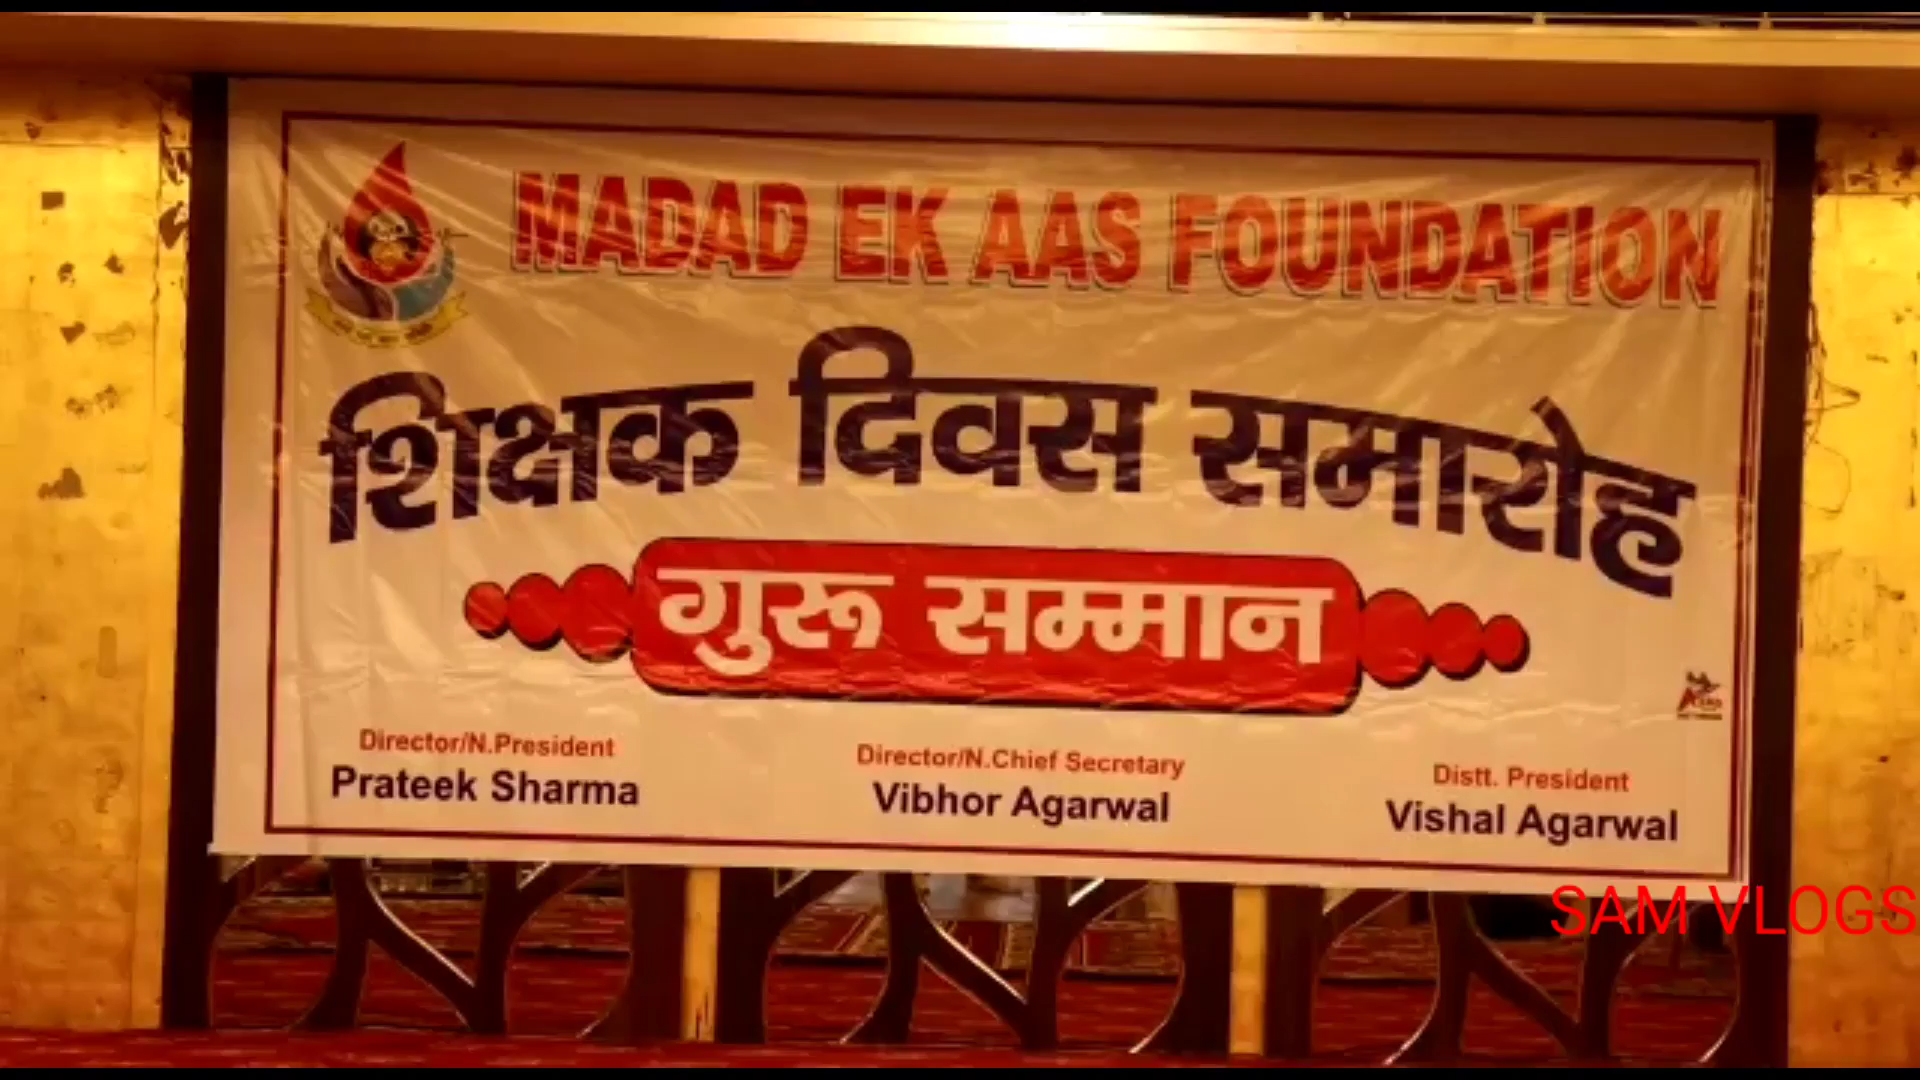 MADAD EK AAS FOUNDATION
शिक्षक दिवस समारोह
गुरू सम्मान
Director/N.President
Prateek Sharma
Director/N.Chief Secretary
Vibhor Agarwal
Distt. President
Vishal Agarwal
SAM VLOGS